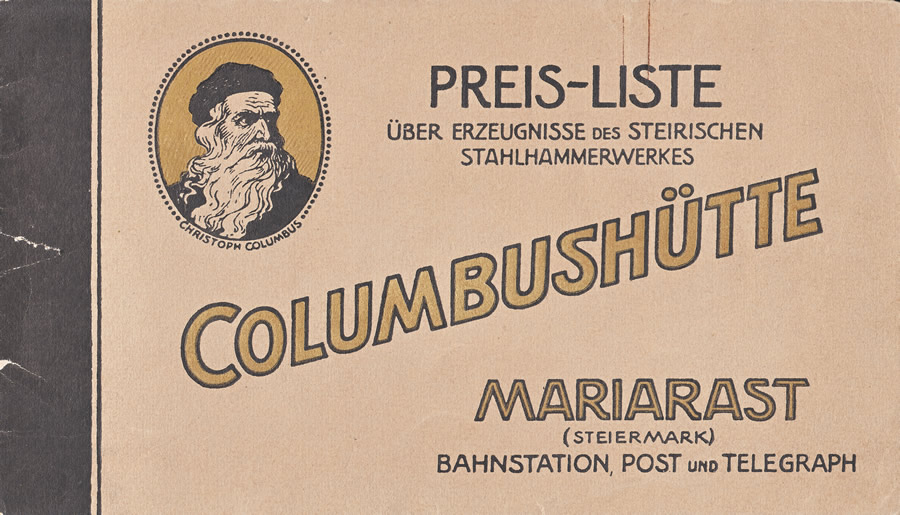 CHRISTOPH COLUMBUS
PREIS-LISTE
ÜBER ERZEUGNISSE DES STEIRISCHEN
STAHLHAMMERWERKES
COLUMBUSHÜTTE
MARIARAST
(STEIERMARK)
BAHNSTATION, POST UND TELEGRAPH